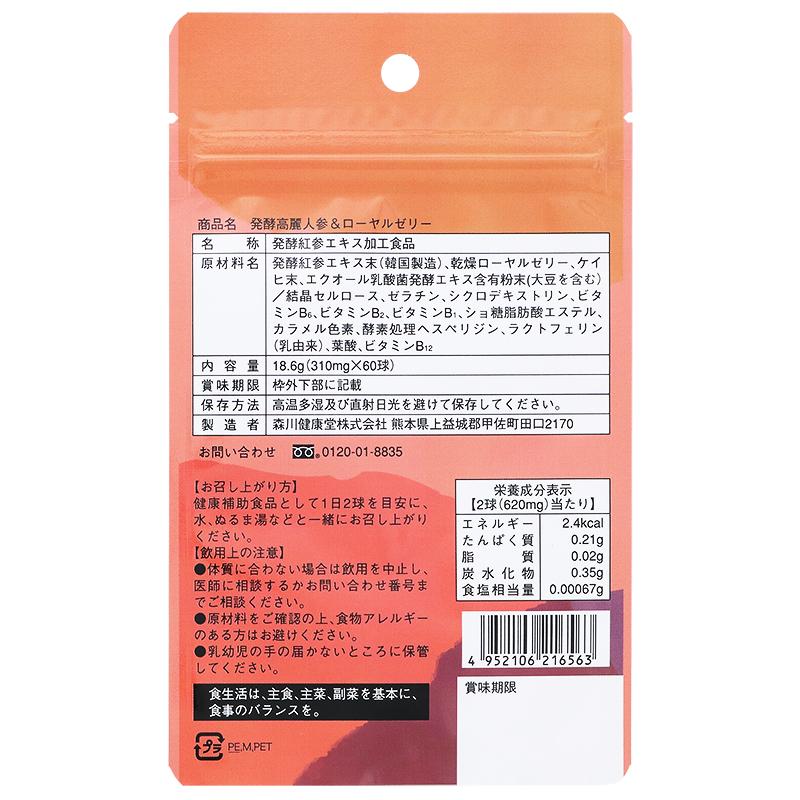 商品名 発酵高麗人参＆ローヤルゼリー
名称 発酵紅参エキス加工食品
原材料名 発酵紅参エキス末(韓国製造)、乾燥ローヤルゼリー、ケイ
ヒ末、エクオール乳酸菌発酵エキス含有粉末(大豆を含む)
／結晶セルロース、ゼラチン、シクロデキストリン、ビタ
ミンB₆、ビタミンB₂、ビタミンB₁、ショ糖脂肪酸エステル、
カラメル色素、酵素処理ヘスペリジン、ラクトフェリン
(乳由来)、葉酸、ビタミンB₁₂
内容量 18.6g(310mg×60球)
賞味期限 枠外下部に記載
保存方法 高温多湿及び直射日光を避けて保存してください。
製造者 森川健康堂株式会社 熊本県上益城郡甲佐町田口2170
お問い合わせ 0120-01-8835
【お召し上がり方】
健康補助食品として1日2球を目安に、
水、ぬるま湯などと一緒にお召し上がり
ください。
【飲用上の注意】
●体質に合わない場合は飲用を中止し、
医師に相談するかお問い合わせ番号ま
でご相談ください。
●原材料をご確認の上、食物アレルギー
のある方はお避けください。
●乳幼児の手の届かないところに保管
してください。
食生活は、主食、主菜、副菜を基本に、
食事のバランスを。
プラ PE,M,PET
栄養成分表示
【2球(620mg)当たり】
エネルギー 2.4kcal
たんぱく質 0.21g
脂質 0.02g
炭水化物 0.35g
食塩相当量 0.00067g
4 952106 216563
賞味期限